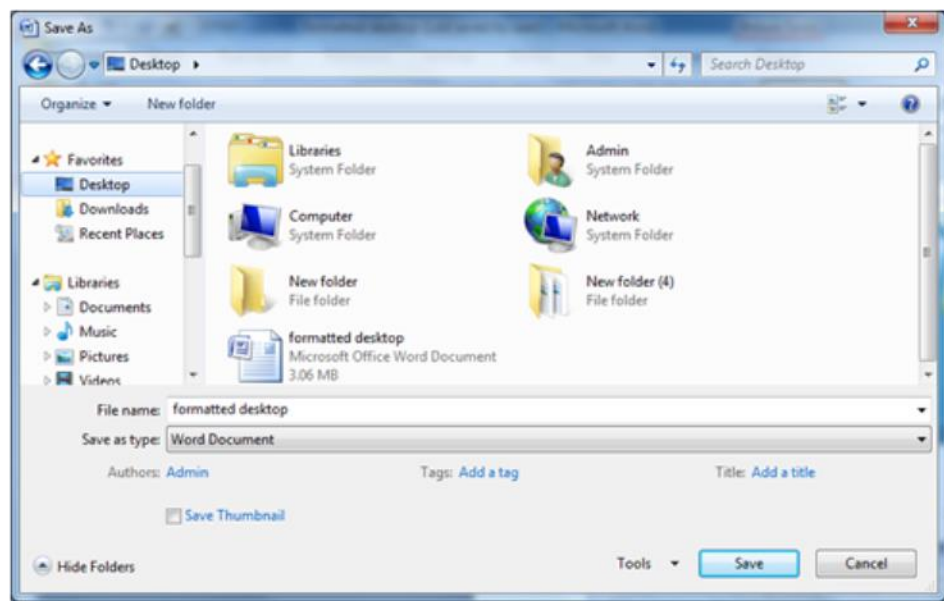 Save As
Desktop
Search Desktop
Organize New folder
Favorites
Desktop
Downloads
Recent Places
Libraries
Documents
Music
Pictures
Videos
Libraries
System Folder
Admin
System Folder
Computer
System Folder
Network
System Folder
New folder
File folder
New folder (4)
File folder
formatted desktop
Microsoft Office Word Document
3.06 MB
File name: formatted desktop
Save as type: Word Document
Authors: Admin Tags: Add a tag Title: Add a title
Save Thumbnail
Hide Folders Tools Save Cancel